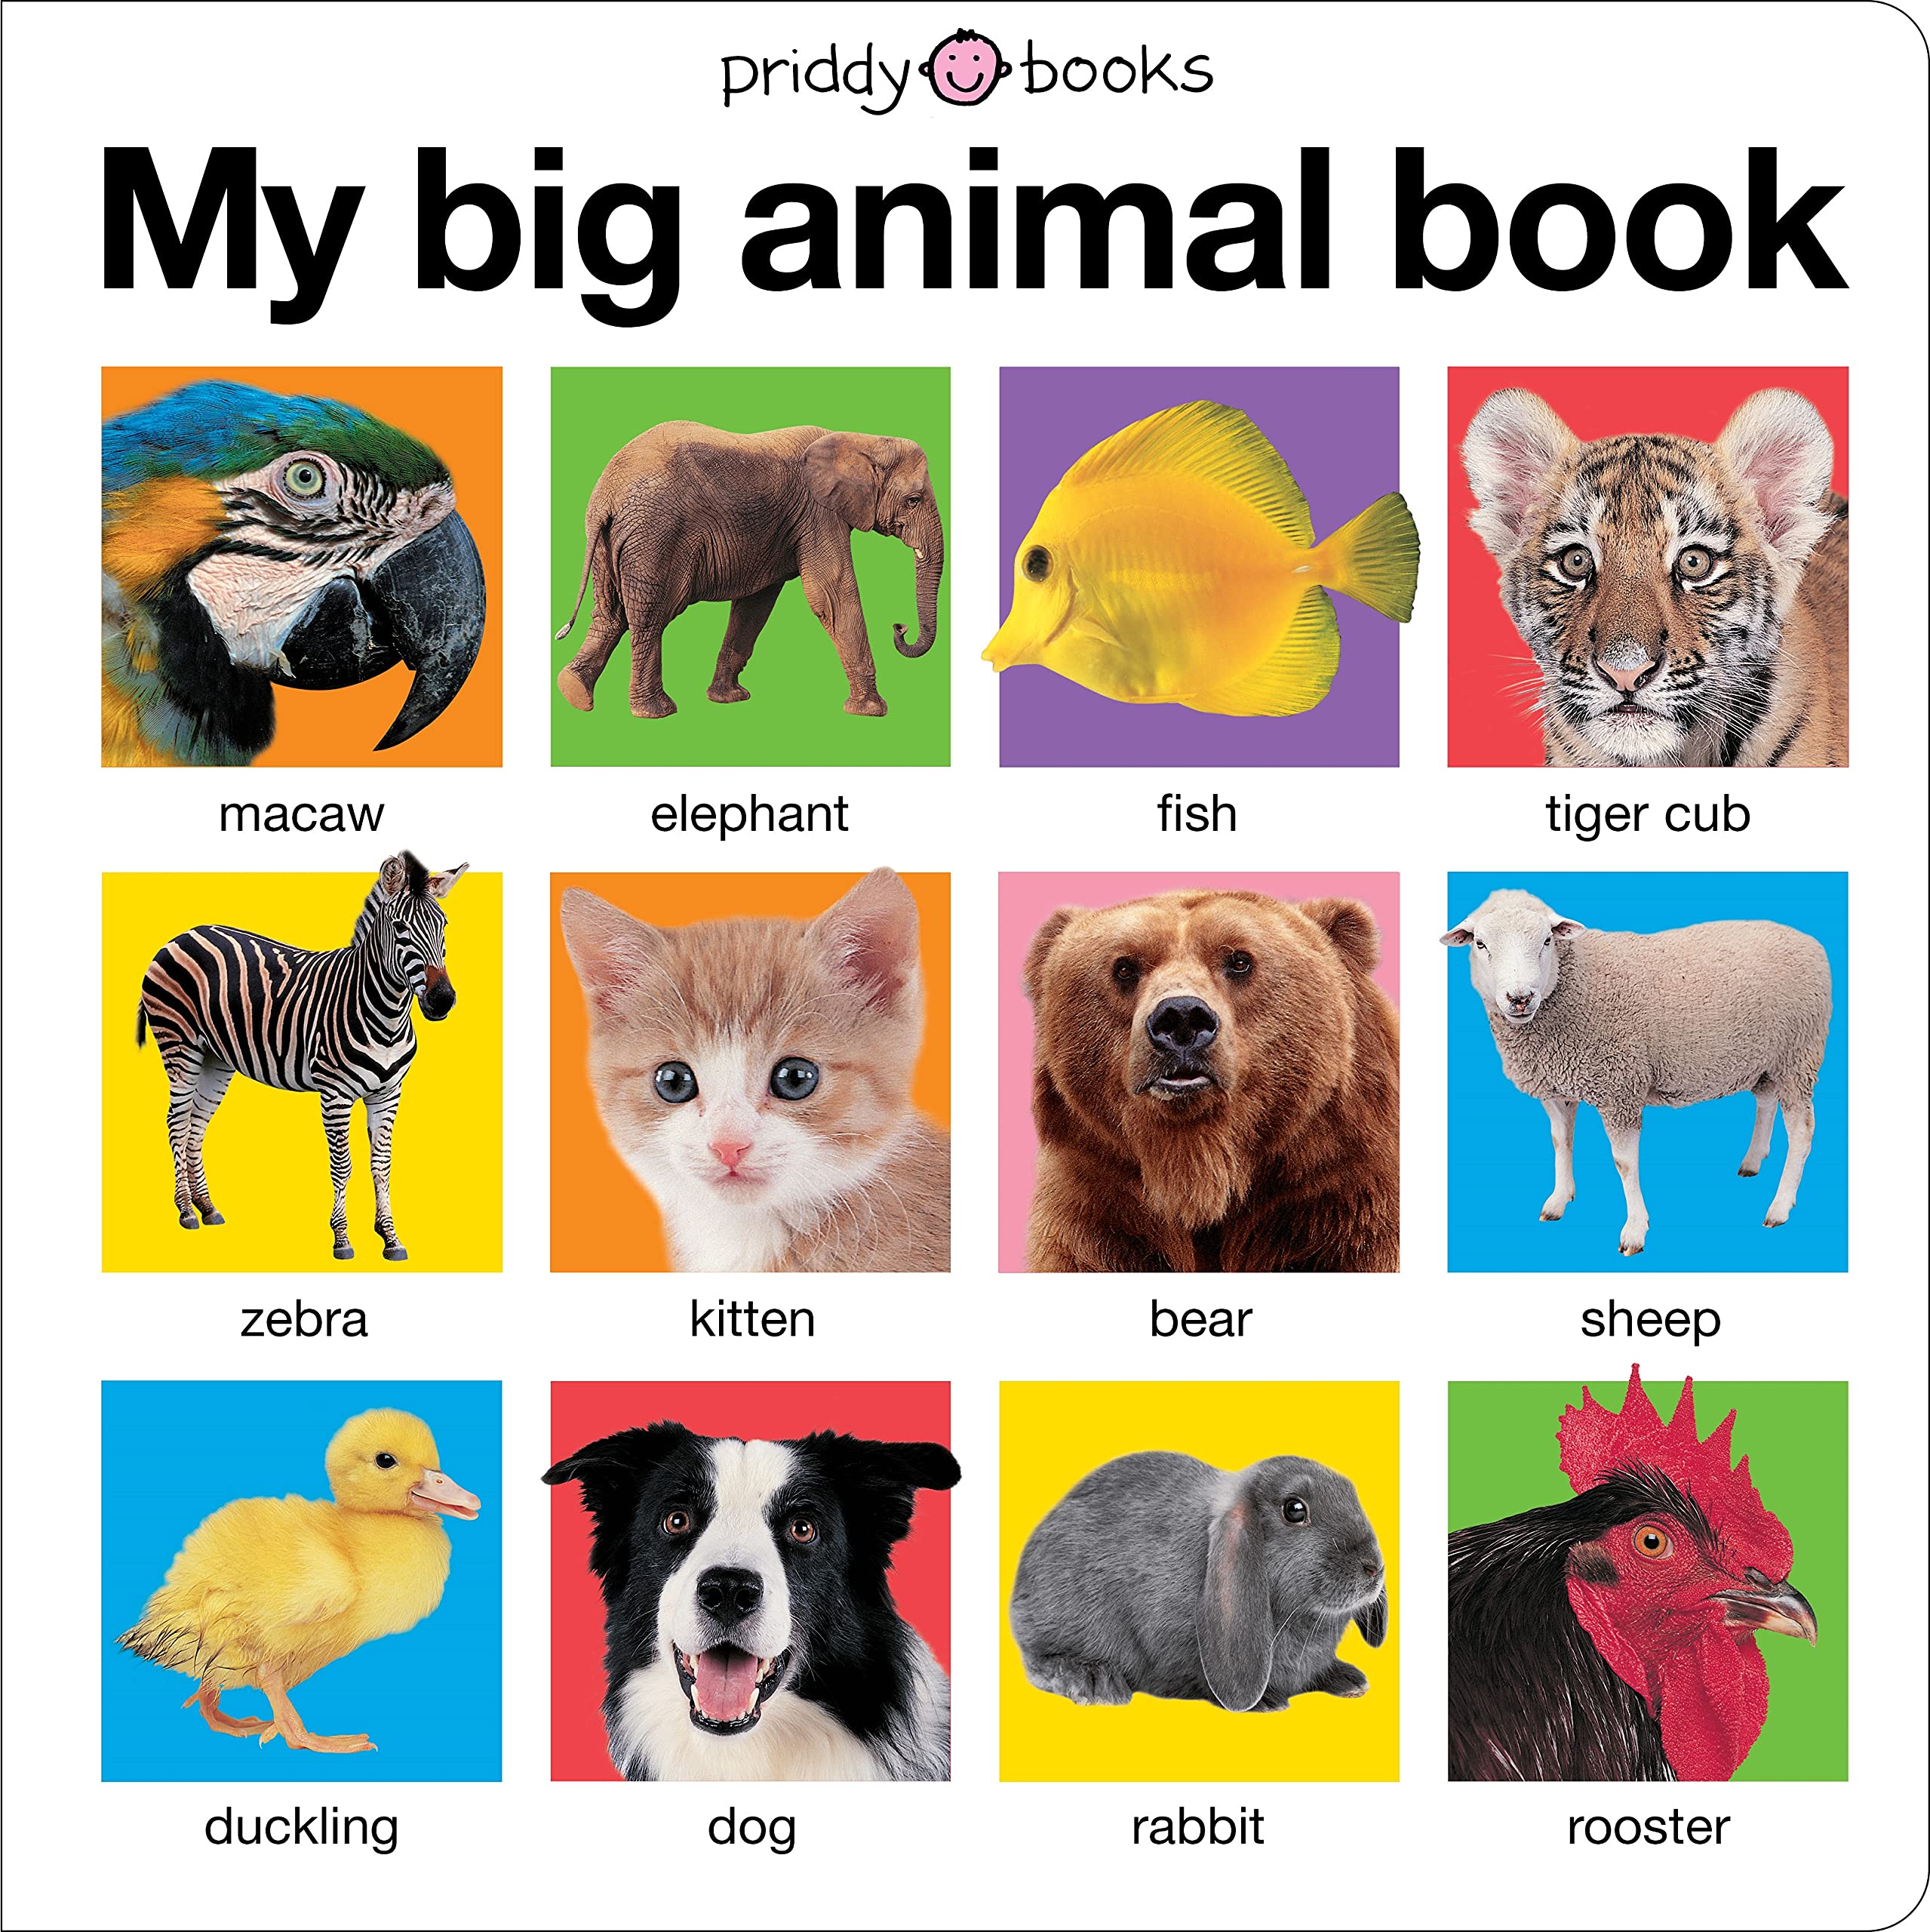 priddy books
My big animal book
macaw
elephant
fish
tiger cub
zebra
kitten
bear
sheep
duckling
dog
rabbit
rooster